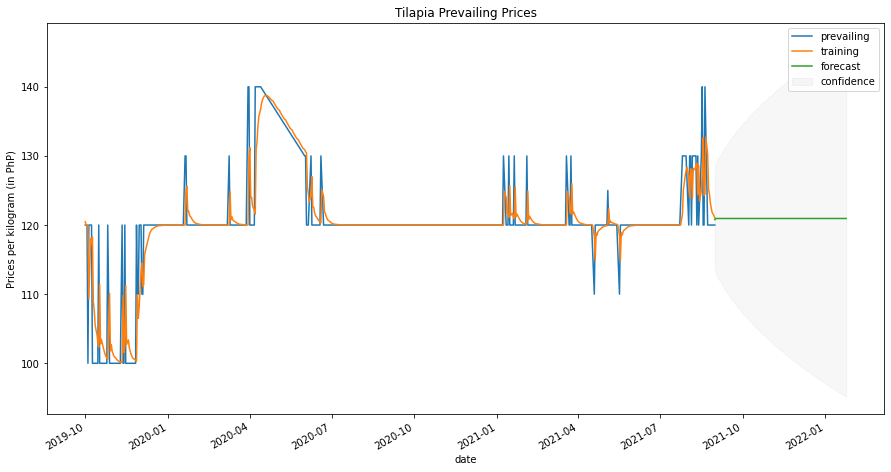 Tilapia Prevailing Prices
prevailing
training
forecast
confidence
Prices per kilogram (in PhP)
140
130
120
110
100
2019-10
2020-01
2020-04
2020-07
2020-10
2021-01
2021-04
2021-07
2021-10
2022-01
date